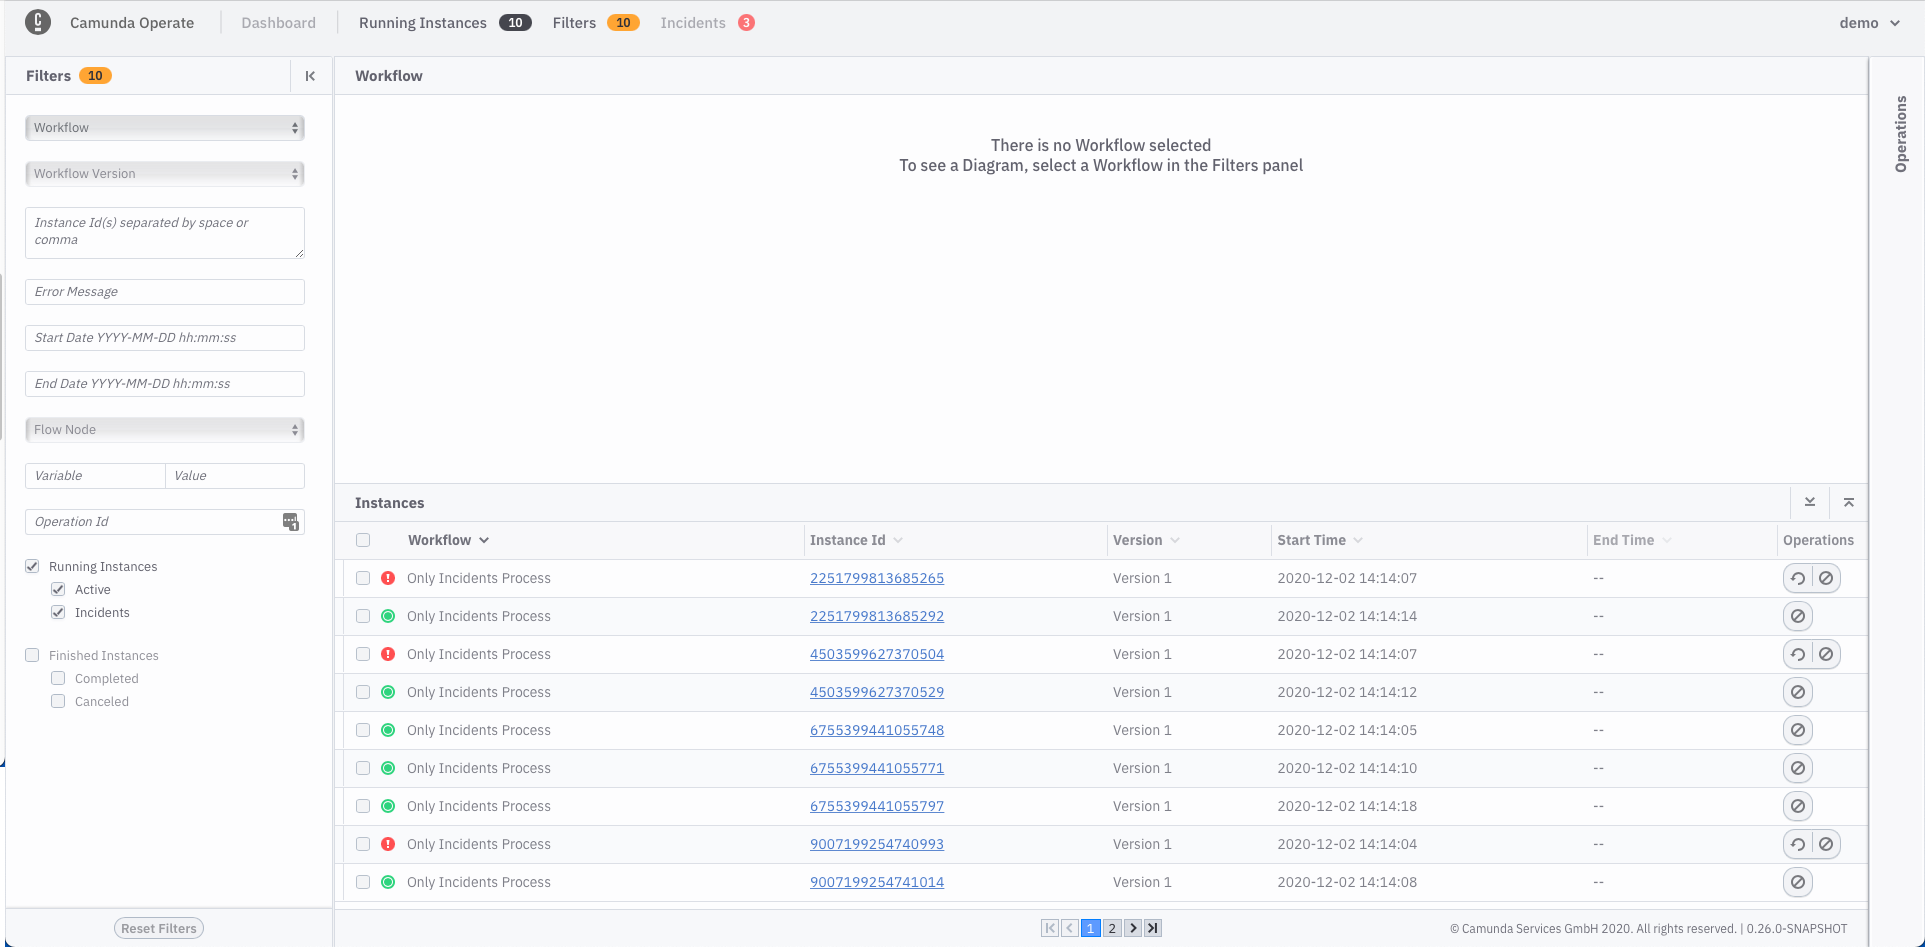 Camunda Operate
Dashboard
Running Instances 10
Filters 10
Incidents 3
demo
Filters 10
Workflow
Workflow
Workflow Version
Instance Id(s) separated by space or
comma
Error Message
Start Date YYYY-MM-DD hh:mm:ss
End Date YYYY-MM-DD hh:mm:ss
Flow Node
Variable Value
Operation Id
Running Instances
Active
Incidents
Finished Instances
Completed
Canceled
Reset Filters
There is no Workflow selected
To see a Diagram, select a Workflow in the Filters panel
Operations
Instances
Workflow Instance Id Version Start Time End Time Operations
Only Incidents Process 2251799813685265 Version 1 2020-12-02 14:14:07 --
Only Incidents Process 2251799813685292 Version 1 2020-12-02 14:14:14 --
Only Incidents Process 4503599627370504 Version 1 2020-12-02 14:14:07 --
Only Incidents Process 4503599627370529 Version 1 2020-12-02 14:14:12 --
Only Incidents Process 6755399441055748 Version 1 2020-12-02 14:14:05 --
Only Incidents Process 6755399441055771 Version 1 2020-12-02 14:14:10 --
Only Incidents Process 6755399441055797 Version 1 2020-12-02 14:14:18 --
Only Incidents Process 9007199254740993 Version 1 2020-12-02 14:14:04 --
Only Incidents Process 9007199254741014 Version 1 2020-12-02 14:14:08 --
1 2
© Camunda Services GmbH 2020. All rights reserved. | 0.26.0-SNAPSHOT